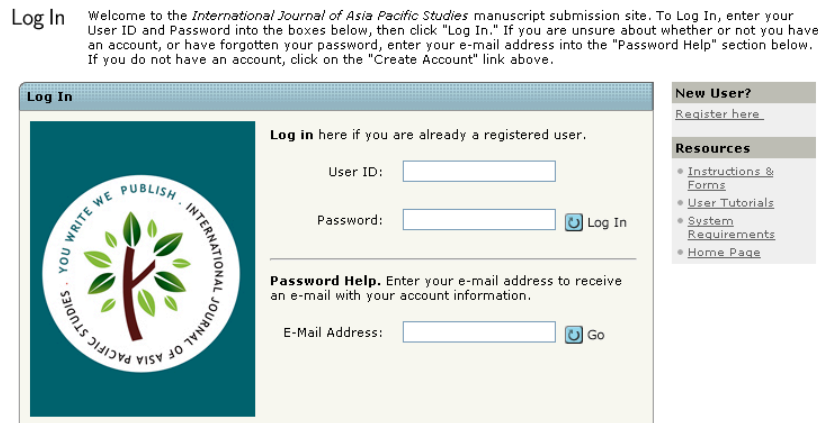 Log In
Welcome to the International Journal of Asia Pacific Studies manuscript submission site. To Log In, enter your
User ID and Password into the boxes below, then click "Log In." If you are unsure about whether or not you have
an account, or have forgotten your password, enter your e-mail address into the "Password Help" section below.
If you do not have an account, click on the "Create Account" link above.
Log In
YOU WRITE WE PUBLISH . INTERNATIONAL JOURNAL OF ASIA PACIFIC STUDIES .
Log in here if you are already a registered user.
User ID:
Password:
Log In
Password Help. Enter your e-mail address to receive
an e-mail with your account information.
E-Mail Address:
Go
New User?
Register here
Resources
Instructions &
Forms
User Tutorials
System
Requirements
Home Page